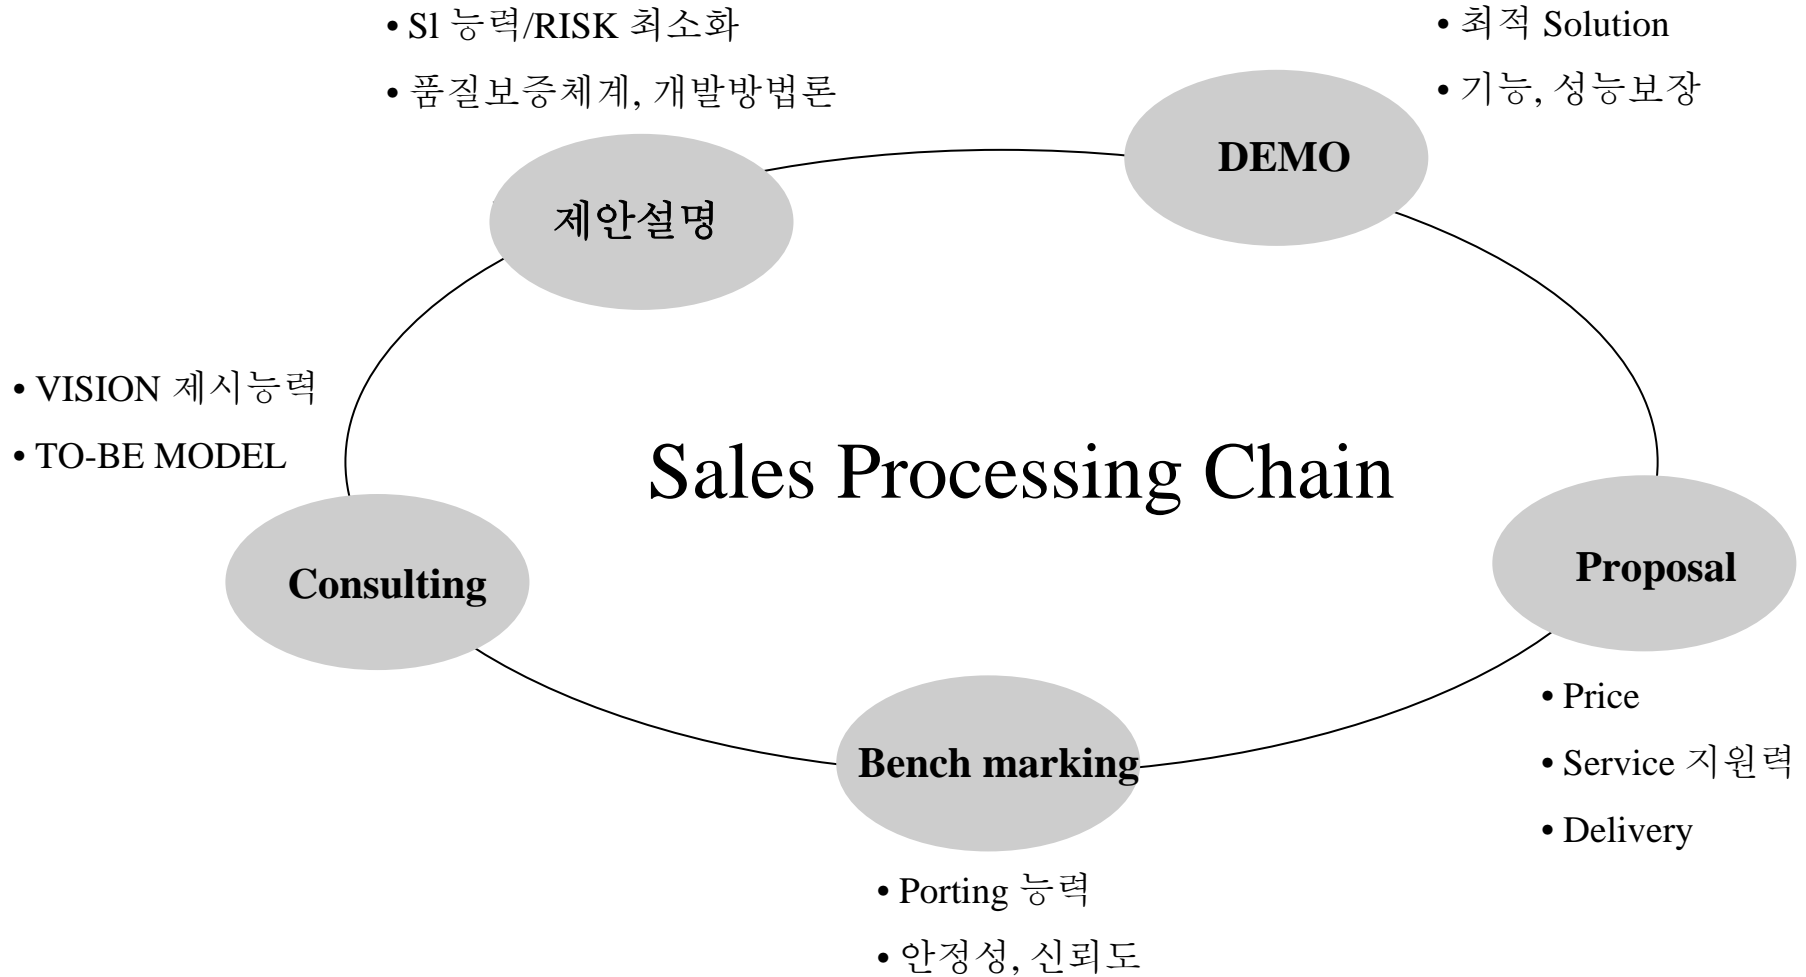 • Sl 능력/RISK 최소화
• 품질보증체계, 개발방법론
• 최적 Solution
• 기능, 성능보장
DEMO
제안설명
• VISION 제시능력
• TO-BE MODEL
Sales Processing Chain
Consulting
Proposal
• Price
• Service 지원력
• Delivery
Bench marking
• Porting 능력
• 안정성, 신뢰도